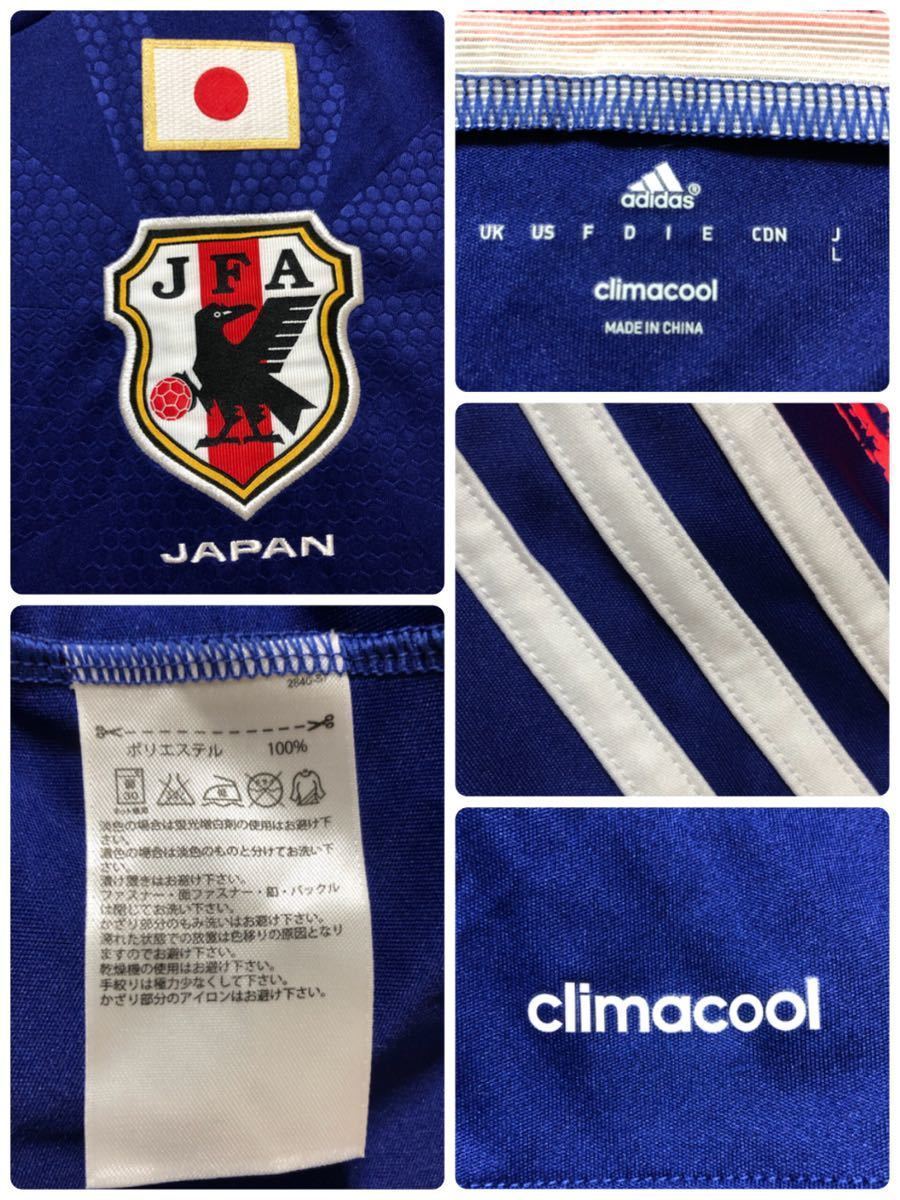 JFA
JAPAN
adidas®
UK US F D I E CDN J
L
climacool
MADE IN CHINA
ポリエステル 100%
淡色の場合は蛍光増白剤の使用はお避け下
さい。
濃色の場合は淡色のものと分けてお洗い下
さい。
漬け置きはお避け下さい。
ファスナー・面ファスナー・釦・バックル
は閉じてお洗い下さい。
かざり部分のもみ洗いはお避け下さい。
濡れた状態での放置は色移りの原因となり
ますのでお避け下さい。
乾燥機の使用はお避け下さい。
手絞りは極力少なくして下さい。
かざり部分のアイロンはお避け下さい。
climacool